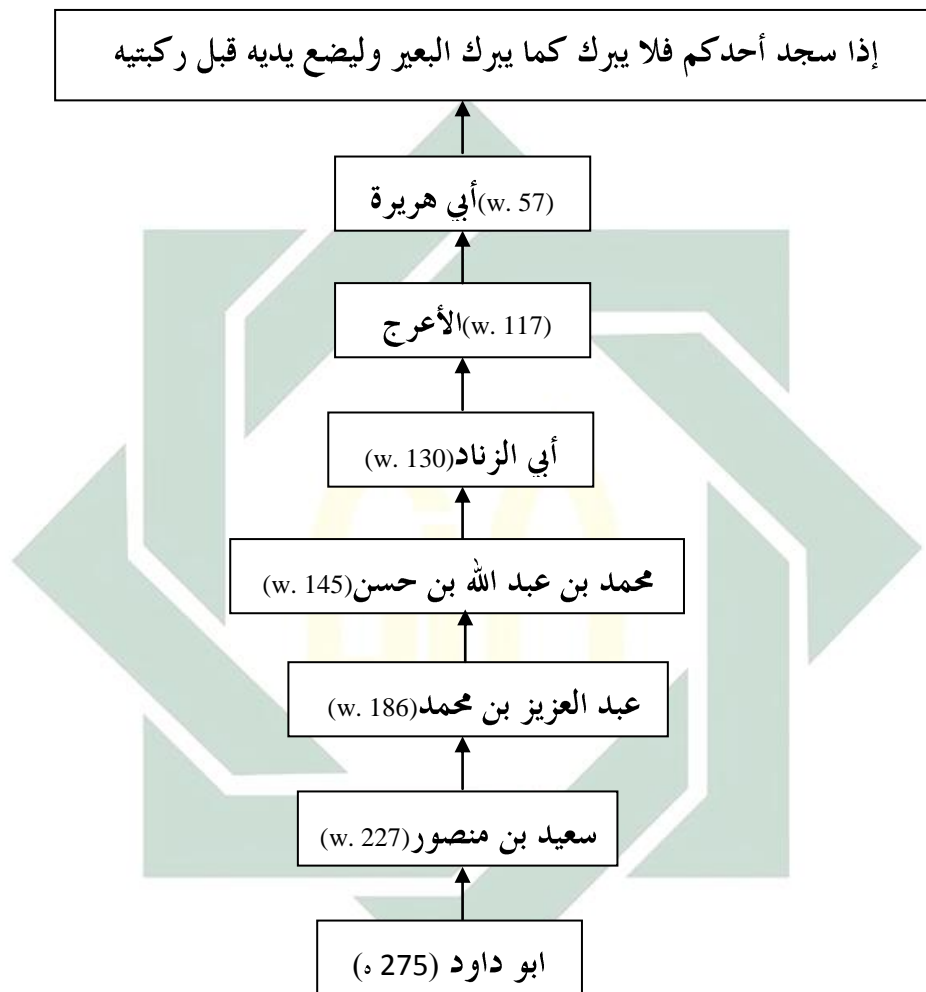 إذا سجد أحدكم فلا يبرك كما يبرك البعير وليضع يديه قبل ركبتيه
أبي هريرة(w. 57)
الأعرج(w. 117)
أبي الزناد(w. 130)
محمد بن عبد الله بن حسن(w. 145)
عبد العزيز بن محمد(w. 186)
سعيد بن منصور(w. 227)
ابو داود (275 ه)